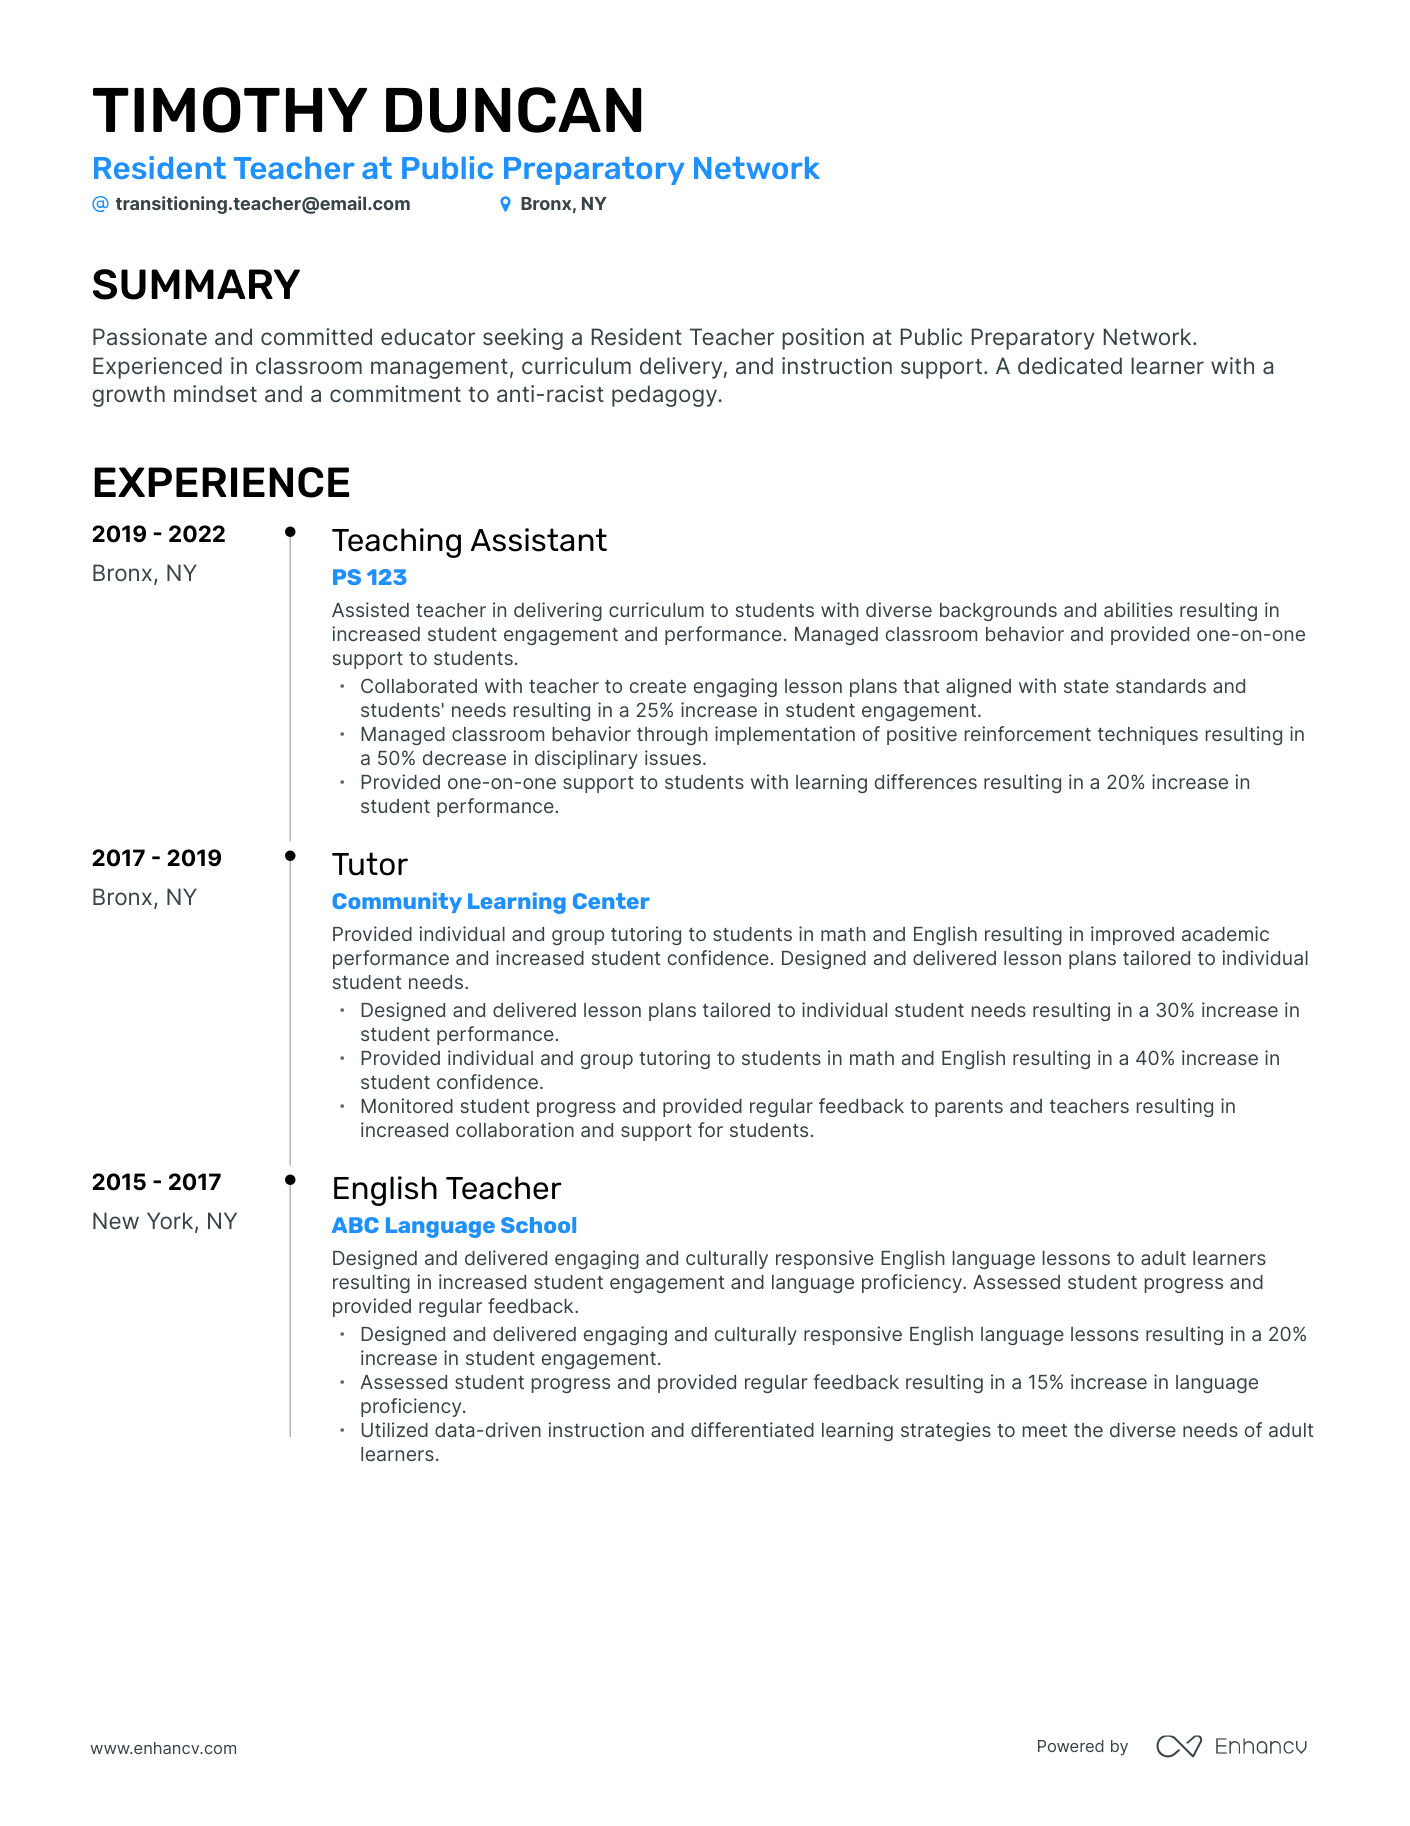 TIMOTHY DUNCAN
Resident Teacher at Public Preparatory Network
@ transitioning.teacher@email.com Bronx, NY
SUMMARY
Passionate and committed educator seeking a Resident Teacher position at Public Preparatory Network.
Experienced in classroom management, curriculum delivery, and instruction support. A dedicated learner with a
growth mindset and a commitment to anti-racist pedagogy.
EXPERIENCE
2019 - 2022
Bronx, NY
Teaching Assistant
PS 123
Assisted teacher in delivering curriculum to students with diverse backgrounds and abilities resulting in
increased student engagement and performance. Managed classroom behavior and provided one-on-one
support to students.
• Collaborated with teacher to create engaging lesson plans that aligned with state standards and
students' needs resulting in a 25% increase in student engagement.
• Managed classroom behavior through implementation of positive reinforcement techniques resulting in
a 50% decrease in disciplinary issues.
• Provided one-on-one support to students with learning differences resulting in a 20% increase in
student performance.
2017 - 2019
Bronx, NY
Tutor
Community Learning Center
Provided individual and group tutoring to students in math and English resulting in improved academic
performance and increased student confidence. Designed and delivered lesson plans tailored to individual
student needs.
• Designed and delivered lesson plans tailored to individual student needs resulting in a 30% increase in
student performance.
• Provided individual and group tutoring to students in math and English resulting in a 40% increase in
student confidence.
• Monitored student progress and provided regular feedback to parents and teachers resulting in
increased collaboration and support for students.
2015 - 2017
New York, NY
English Teacher
ABC Language School
Designed and delivered engaging and culturally responsive English language lessons to adult learners
resulting in increased student engagement and language proficiency. Assessed student progress and
provided regular feedback.
• Designed and delivered engaging and culturally responsive English language lessons resulting in a 20%
increase in student engagement.
• Assessed student progress and provided regular feedback resulting in a 15% increase in language
proficiency.
• Utilized data-driven instruction and differentiated learning strategies to meet the diverse needs of adult
learners.
www.enhancv.com
Powered by Enhancv